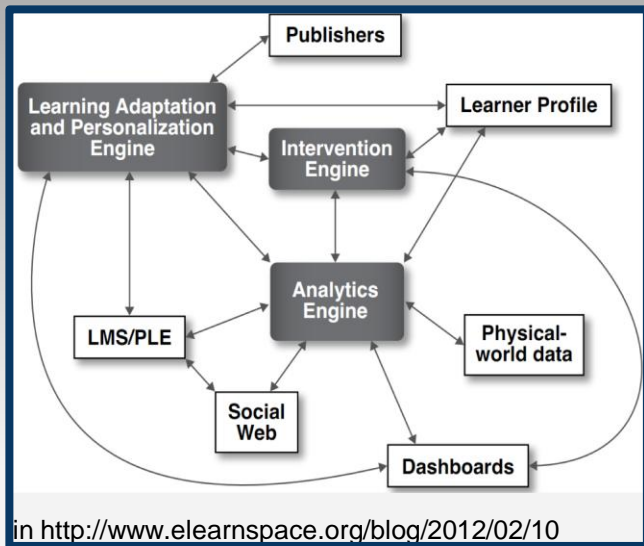 Publishers
Learning Adaptation
and Personalization
Engine
Learner Profile
Intervention
Engine
Analytics
Engine
LMS/PLE
Physical-
world data
Social
Web
Dashboards
in http://www.elearnspace.org/blog/2012/02/10